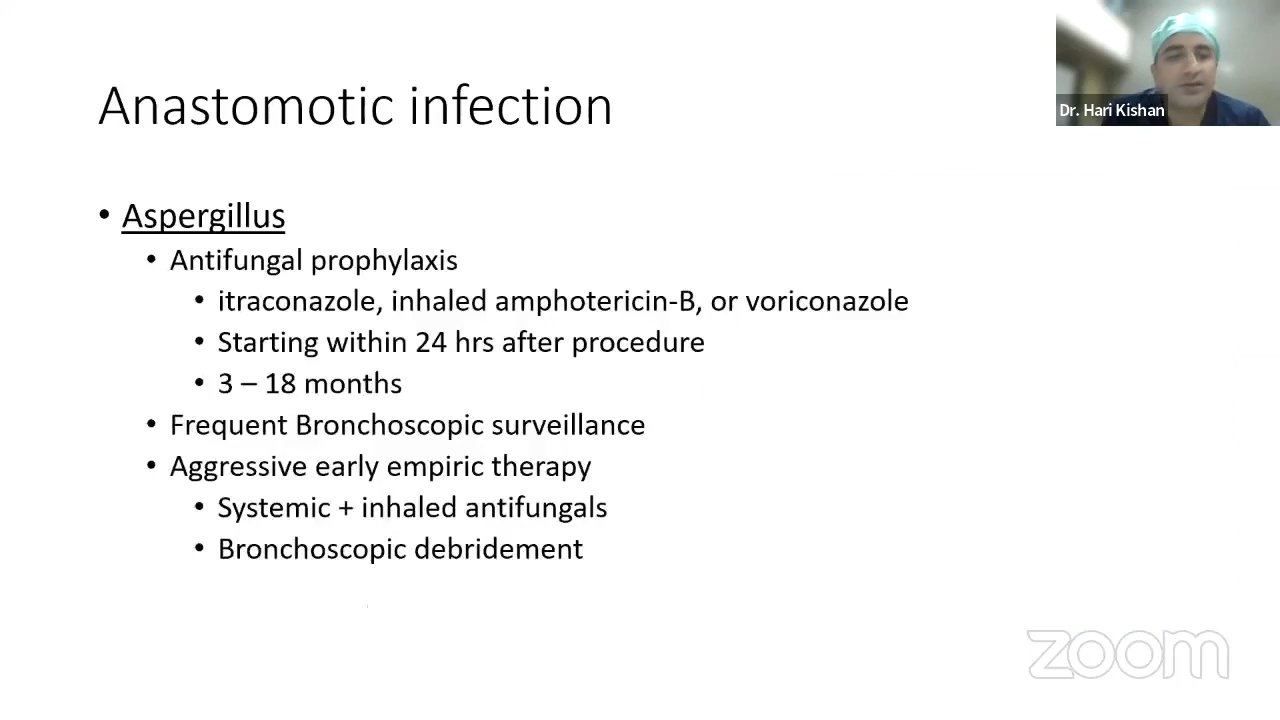 Anastomotic infection
Dr. Hari Kishan
• Aspergillus
• Antifungal prophylaxis
• itraconazole, inhaled amphotericin-B, or voriconazole
• Starting within 24 hrs after procedure
• 3 – 18 months
• Frequent Bronchoscopic surveillance
• Aggressive early empiric therapy
• Systemic + inhaled antifungals
• Bronchoscopic debridement
zoom